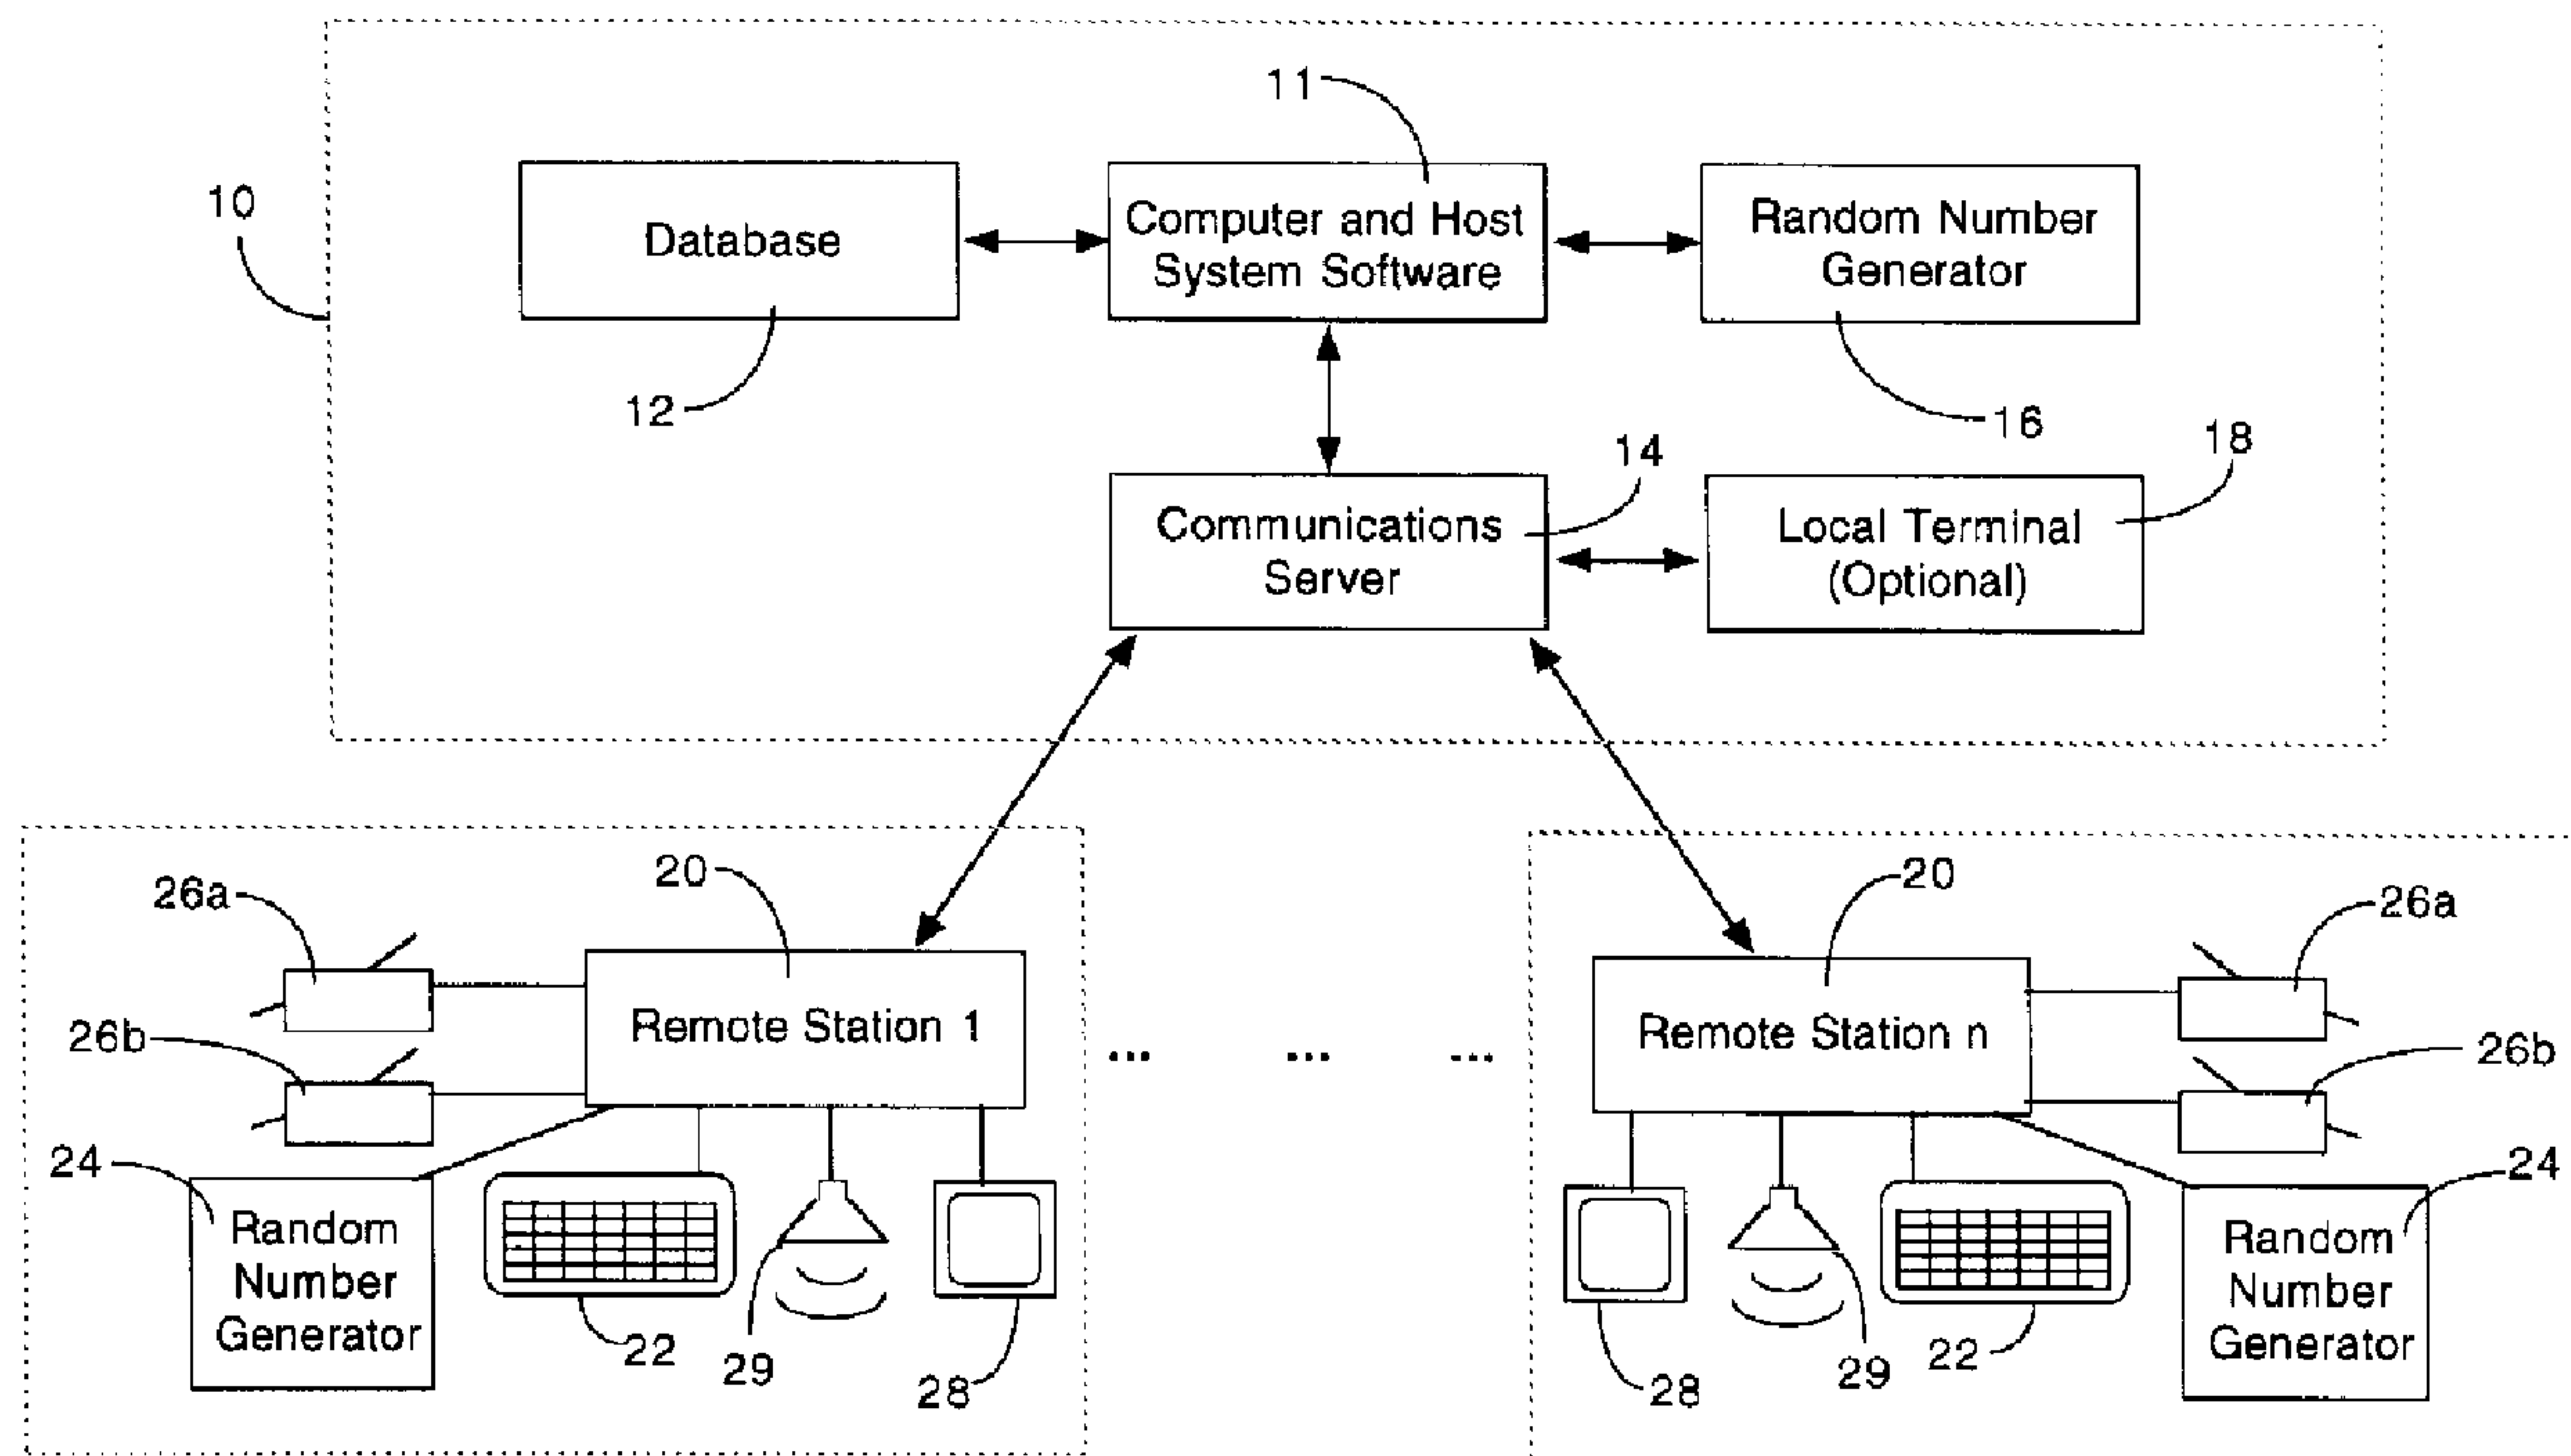 11
10
Database
Computer and Host
System Software
Random Number
Generator
12
16
14
18
Communications
Server
Local Terminal
(Optional)
26a
20
26b
Remote Station 1
24
Random
Number
Generator
22
29
28
... ... ...
20
26a
Remote Station n
26b
24
Random
Number
Generator
28
29
22